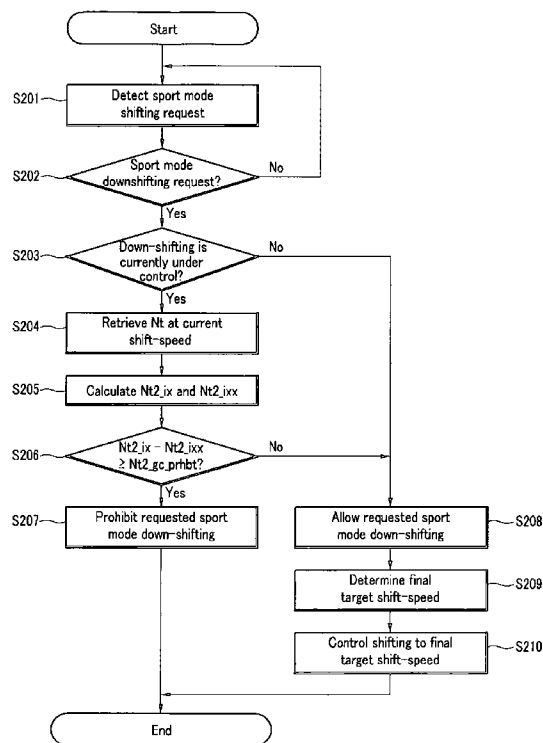 Start
S201
Detect sport mode
shifting request
S202
Sport mode
downshifting request?
No
Yes
S203
Down-shifting is
currently under
control?
No
Yes
S204
Retrieve Nt at current
shift-speed
S205
Calculate Nt2_ix and Nt2_ixx
S206
Nt2_ix - Nt2_ixx
≥ Nt2_gc_prhbt?
No
Yes
S207
Prohibit requested sport
mode down-shifting
Allow requested sport
mode down-shifting
S208
Determine final
target shift-speed
S209
Control shifting to final
target shift-speed
S210
End